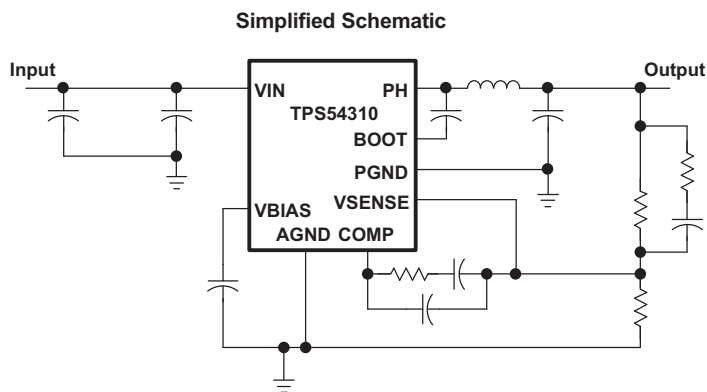 Simplified Schematic
Input
Output
VIN
PH
TPS54310
BOOT
PGND
VBIAS
VSENSE
AGND COMP